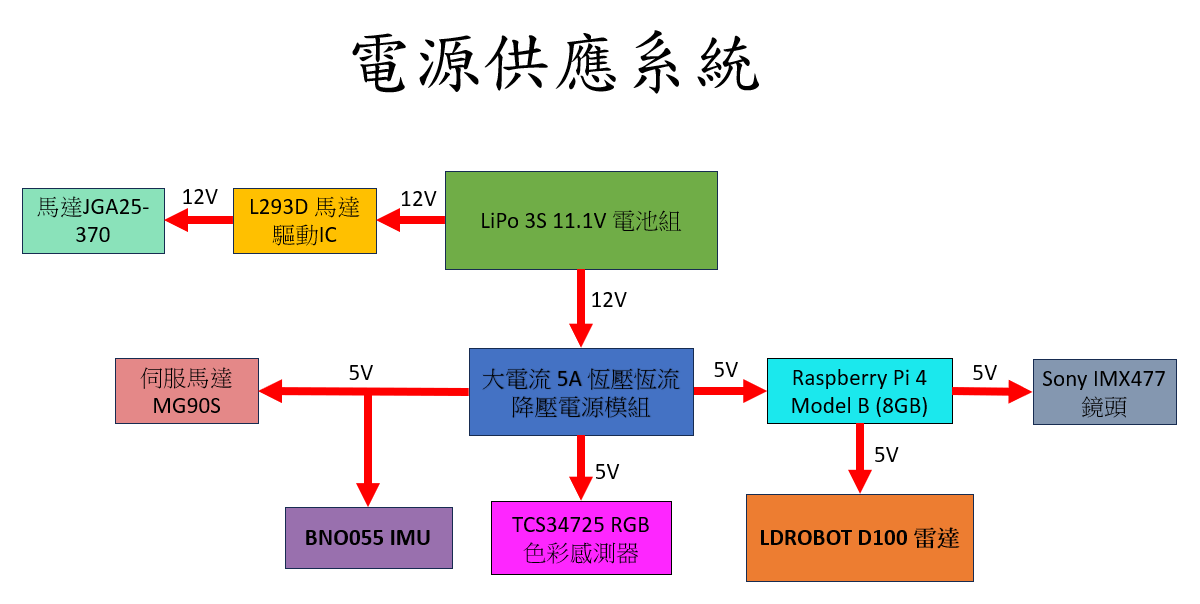 電源供應系統
12V
12V
馬達JGA25-
370
L293D 馬達
驅動IC
LiPo 3S 11.1V 電池組
12V
伺服馬達
MG90S
5V
大電流 5A 恆壓恆流
降壓電源模組
5V
Raspberry Pi 4
Model B (8GB)
5V
Sony IMX477
鏡頭
5V
5V
BNO055 IMU
TCS34725 RGB
色彩感測器
LDROBOT D100 雷達